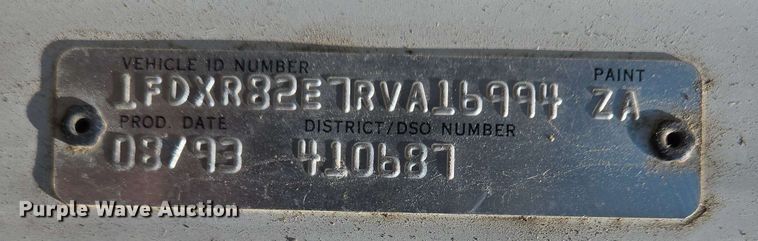 VEHICLE ID NUMBER PAINT
1FDXR82E7RVA16994 ZA
PROD. DATE DISTRICT/DSO NUMBER
08/93 410687
Purple Wave Auction